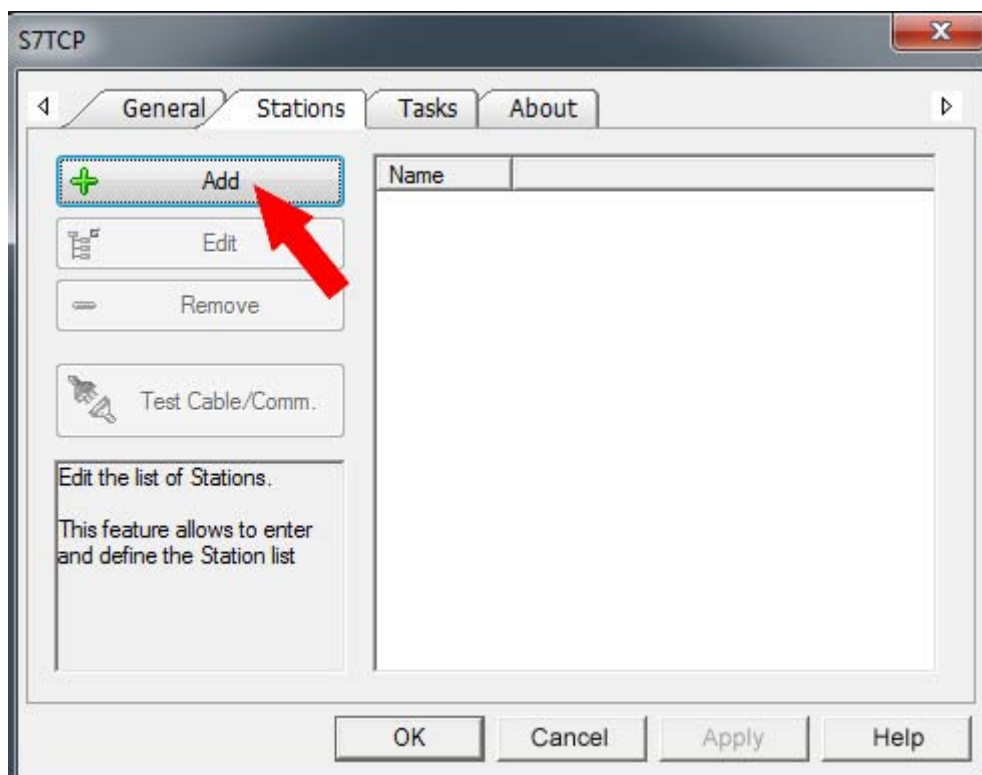 S7TCP
General
Stations
Tasks
About
Add
Name
Edit
Remove
Test Cable/Comm.
Edit the list of Stations.
This feature allows to enter
and define the Station list
OK
Cancel
Apply
Help